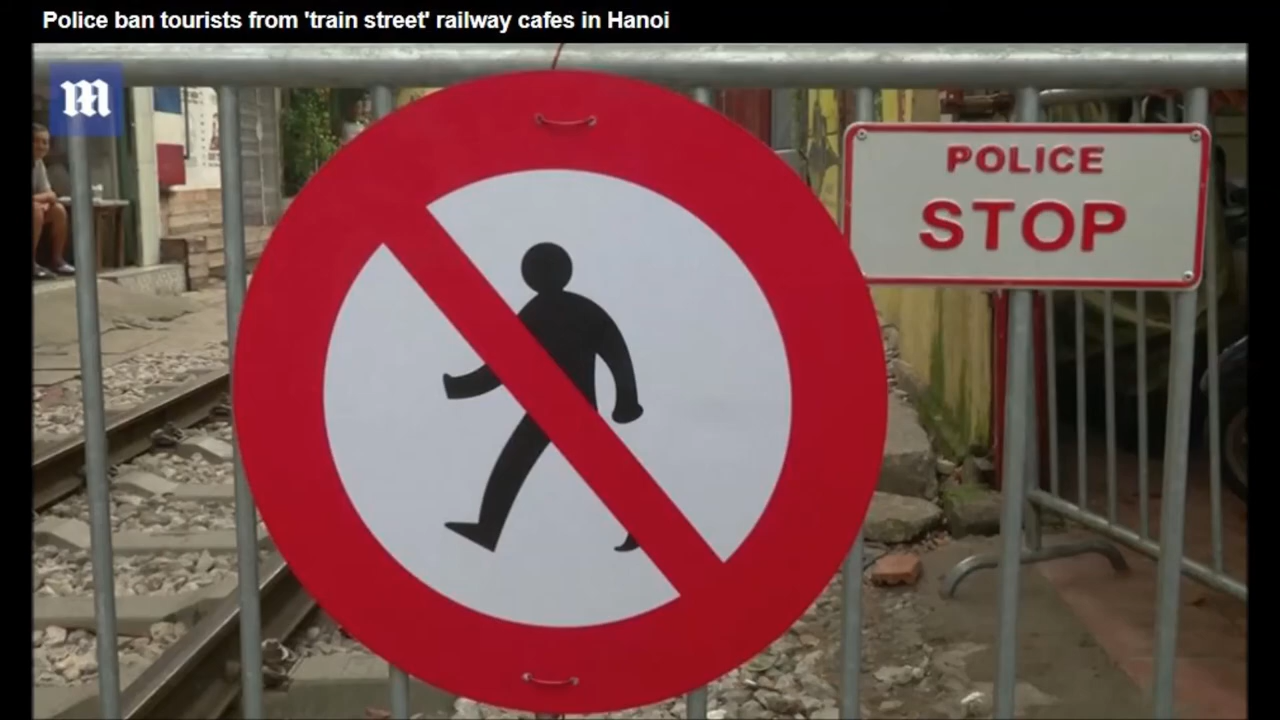 Police ban tourists from 'train street' railway cafes in Hanoi
M
POLICE
STOP